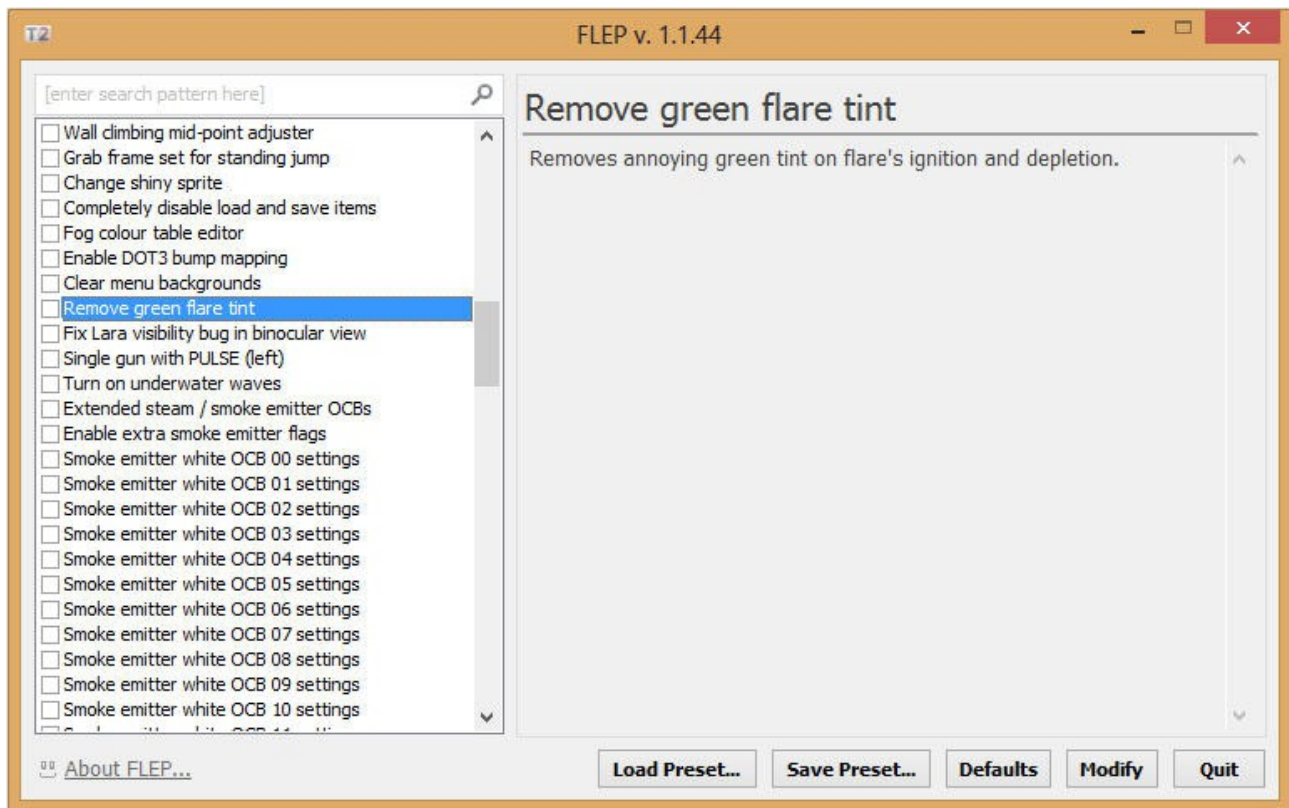 T2
FLEP v. 1.1.44
[enter search pattern here]
Wall climbing mid-point adjuster
Grab frame set for standing jump
Change shiny sprite
Completely disable load and save items
Fog colour table editor
Enable DOT3 bump mapping
Clear menu backgrounds
Remove green flare tint
Fix Lara visibility bug in binocular view
Single gun with PULSE (left)
Turn on underwater waves
Extended steam / smoke emitter OCBs
Enable extra smoke emitter flags
Smoke emitter white OCB 00 settings
Smoke emitter white OCB 01 settings
Smoke emitter white OCB 02 settings
Smoke emitter white OCB 03 settings
Smoke emitter white OCB 04 settings
Smoke emitter white OCB 05 settings
Smoke emitter white OCB 06 settings
Smoke emitter white OCB 07 settings
Smoke emitter white OCB 08 settings
Smoke emitter white OCB 09 settings
Smoke emitter white OCB 10 settings
Remove green flare tint
Removes annoying green tint on flare's ignition and depletion.
About FLEP...
Load Preset...
Save Preset...
Defaults
Modify
Quit